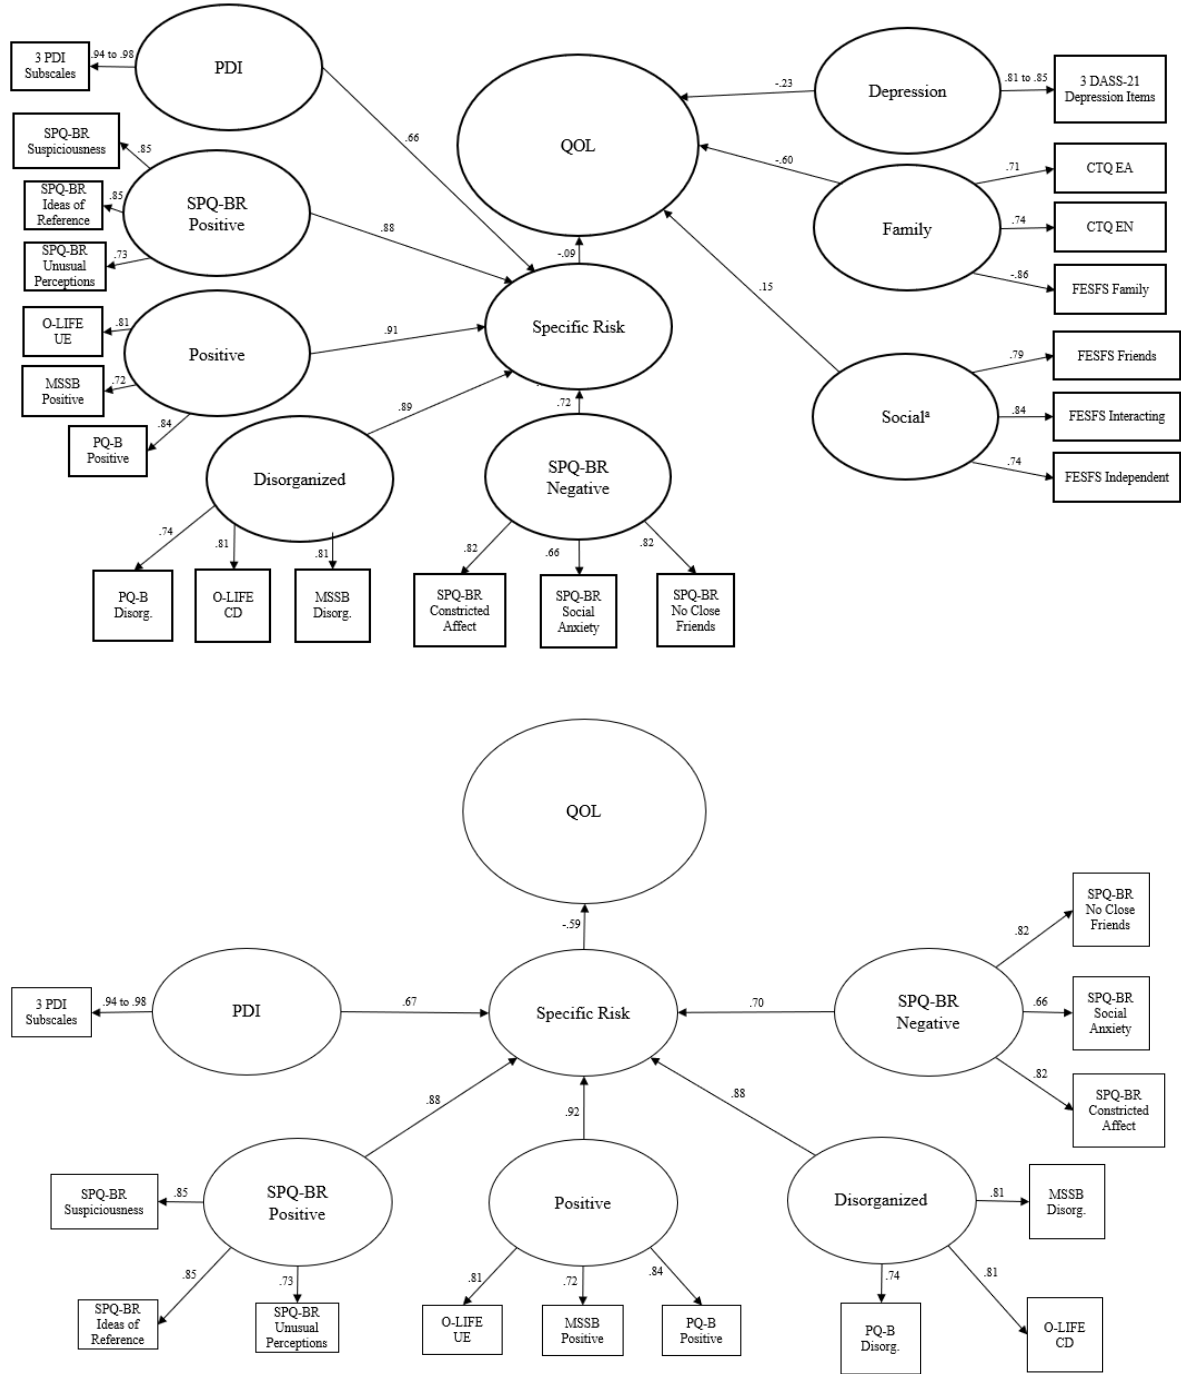 3 PDI
Subscales
.94 to .98
PDI
.66
SPQ-BR
Suspiciousness
.85
SPQ-BR
Ideas of
Reference
.85
SPQ-BR
Unusual
Perceptions
.73
SPQ-BR
Positive
.88
O-LIFE
UE
.81
MSSB
Positive
.72
PQ-B
Positive
.84
Positive
.91
Disorganized
.89
.74
.81
.81
PQ-B
Disorg.
O-LIFE
CD
MSSB
Disorg.
QOL
-.09
Specific Risk
.72
SPQ-BR
Negative
.82
.66
.82
SPQ-BR
Constricted
Affect
SPQ-BR
Social
Anxiety
SPQ-BR
No Close
Friends
-.23
Depression
.81 to .85
3 DASS-21
Depression Items
-.60
Family
.71
CTQ EA
.74
CTQ EN
-.86
FESFS Family
.15
Socialᵃ
.79
FESFS Friends
.84
FESFS Interacting
.74
FESFS Independent
QOL
-.59
3 PDI
Subscales
.94 to .98
PDI
.67
Specific Risk
.70
SPQ-BR
Negative
.82
SPQ-BR
No Close
Friends
.66
SPQ-BR
Social
Anxiety
.82
SPQ-BR
Constricted
Affect
.88
.92
.88
SPQ-BR
Suspiciousness
.85
SPQ-BR
Positive
.85
.73
SPQ-BR
Ideas of
Reference
SPQ-BR
Unusual
Perceptions
Positive
.81
.72
.84
O-LIFE
UE
MSSB
Positive
PQ-B
Positive
Disorganized
.81
MSSB
Disorg.
.74
.81
PQ-B
Disorg.
O-LIFE
CD